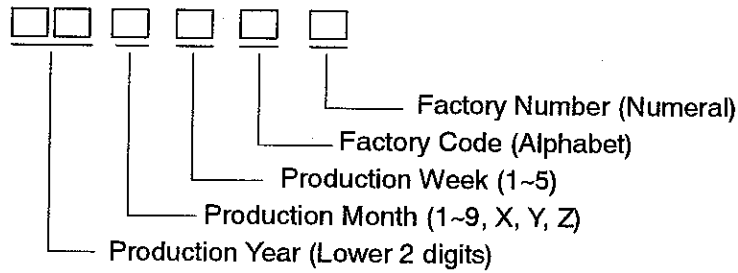 Factory Number (Numeral)
Factory Code (Alphabet)
Production Week (1~5)
Production Month (1~9, X, Y, Z)
Production Year (Lower 2 digits)